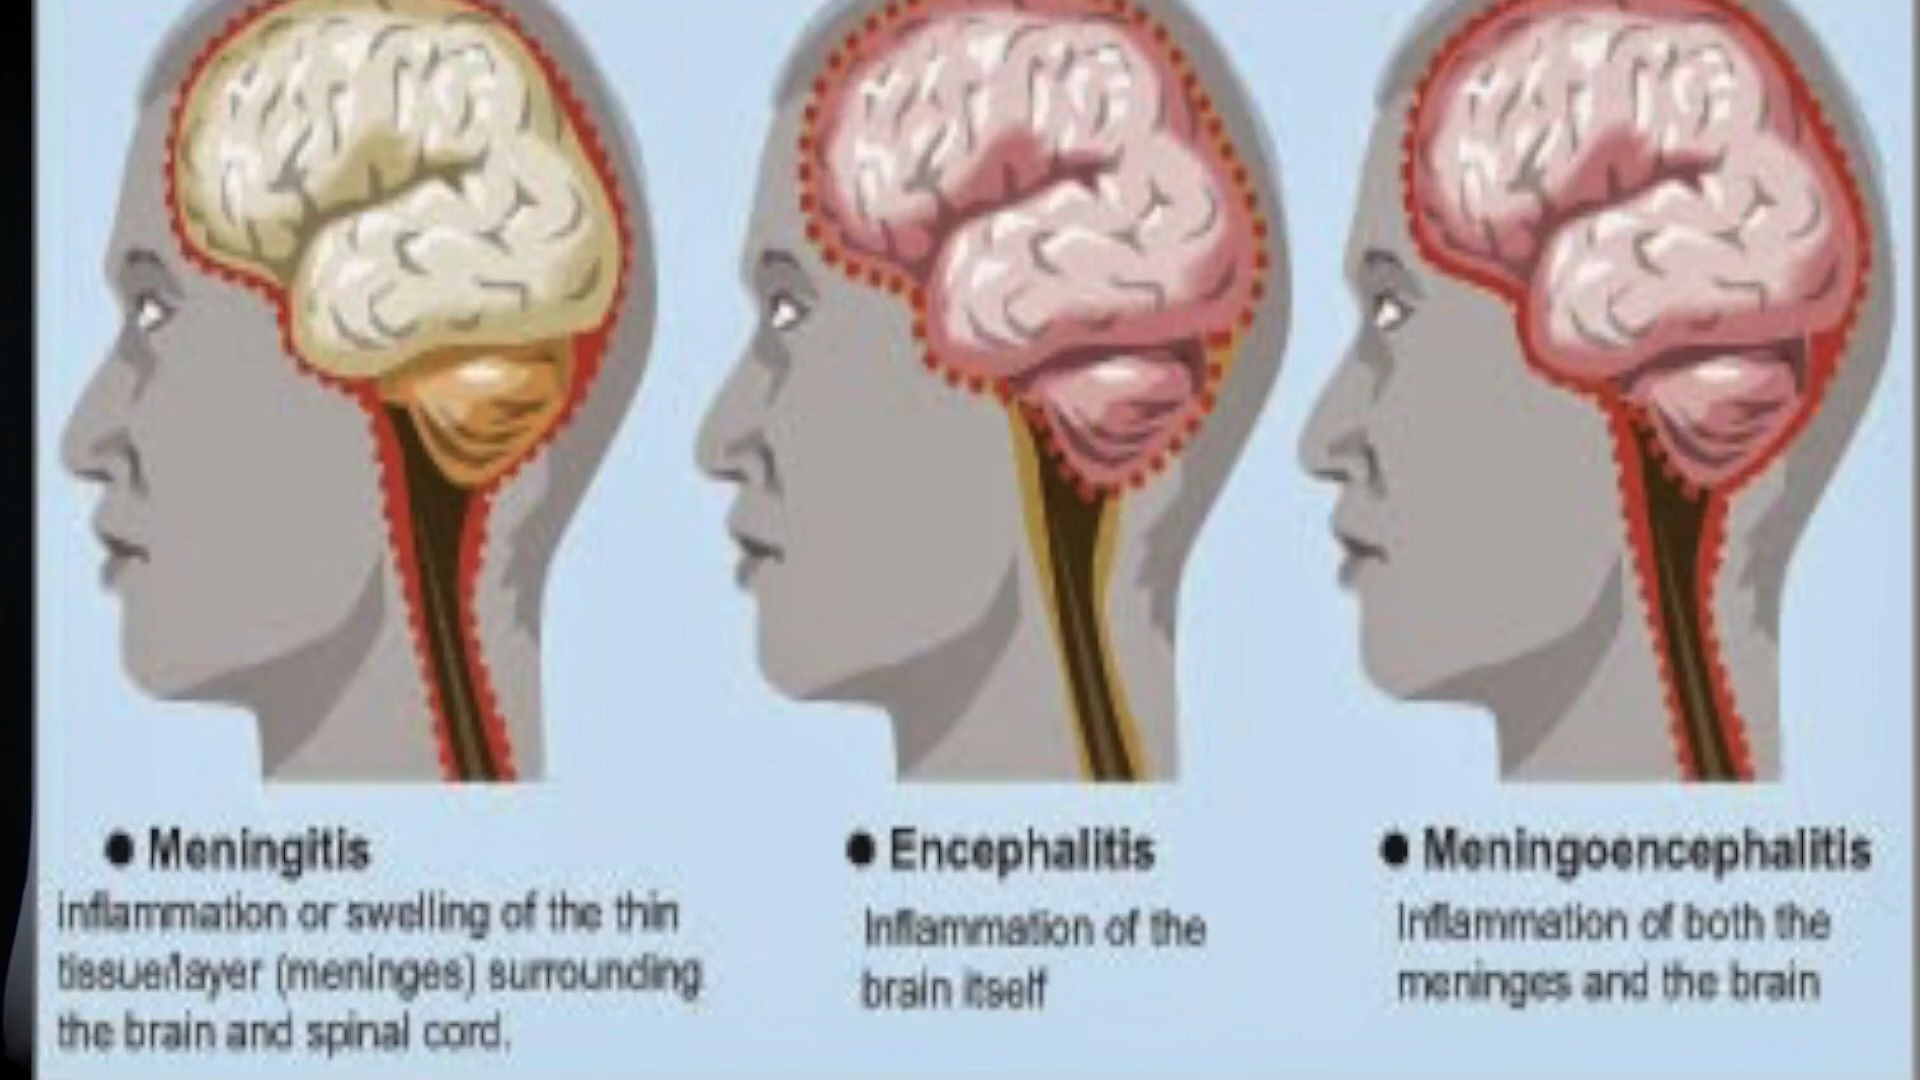 ● Meningitis
inflammation or swelling of the thin
tissue/layer (meninges) surrounding
the brain and spinal cord.
● Encephalitis
Inflammation of the
brain itself
● Meningoencephalitis
Inflammation of both the
meninges and the brain